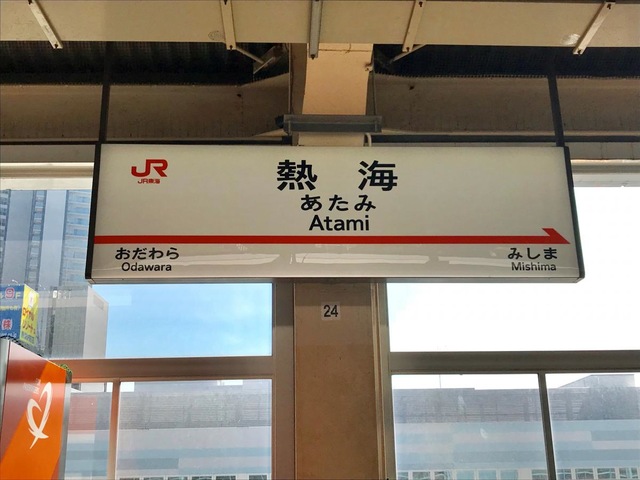 JR
JR東海
熱海
あたみ
Atami
おだわら
Odawara
みしま
Mishima
24